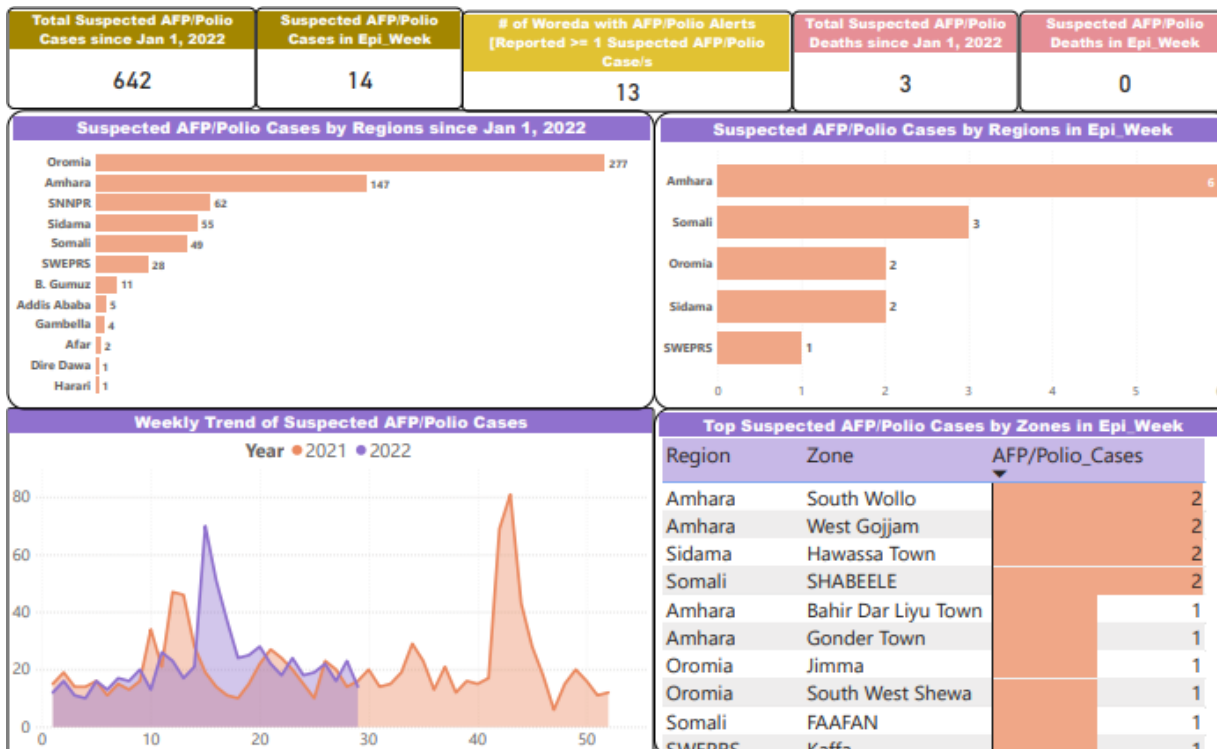 Total Suspected AFP/Polio
Cases since Jan 1, 2022
642
Suspected AFP/Polio
Cases in Epi_Week
14
# of Woreda with AFP/Polio Alerts
[Reported >= 1 Suspected AFP/Polio
Case/s
13
Total Suspected AFP/Polio
Deaths since Jan 1, 2022
3
Suspected AFP/Polio
Deaths in Epi_Week
0
Suspected AFP/Polio Cases by Regions since Jan 1, 2022
Oromia 277
Amhara 147
SNNPR 62
Sidama 55
Somali 49
SWEPRS 28
B. Gumuz 11
Addis Ababa 5
Gambella 4
Afar 2
Dire Dawa 1
Harari 1
Suspected AFP/Polio Cases by Regions in Epi_Week
Amhara 6
Somali 3
Oromia 2
Sidama 2
SWEPRS 1
0 1 2 3 4 5
Weekly Trend of Suspected AFP/Polio Cases
Year 2021 2022
80
60
40
20
0
0 10 20 30 40 50
Top Suspected AFP/Polio Cases by Zones in Epi_Week
Region Zone AFP/Polio_Cases
Amhara South Wollo 2
Amhara West Gojjam 2
Sidama Hawassa Town 2
Somali SHABEELE 2
Amhara Bahir Dar Liyu Town 1
Amhara Gonder Town 1
Oromia Jimma 1
Oromia South West Shewa 1
Somali FAAFAN 1
SWEPRS Kaffa 1